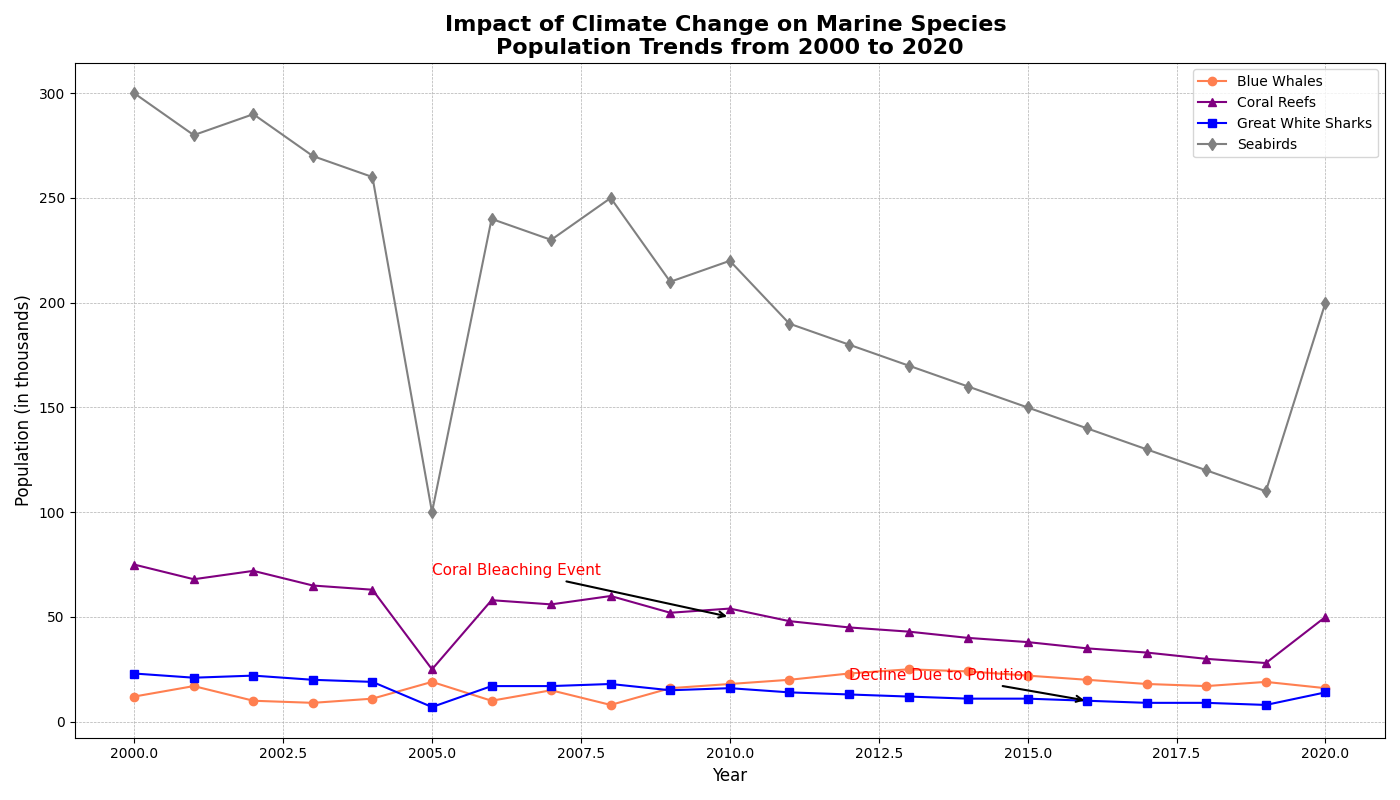 Impact of Climate Change on Marine Species
Population Trends from 2000 to 2020
Blue Whales
Coral Reefs
Great White Sharks
Seabirds
Population (in thousands)
300
250
200
150
100
50
0
Coral Bleaching Event
Decline Due to Pollution
2000.0 2002.5 2005.0 2007.5 2010.0 2012.5 2015.0 2017.5 2020.0
Year